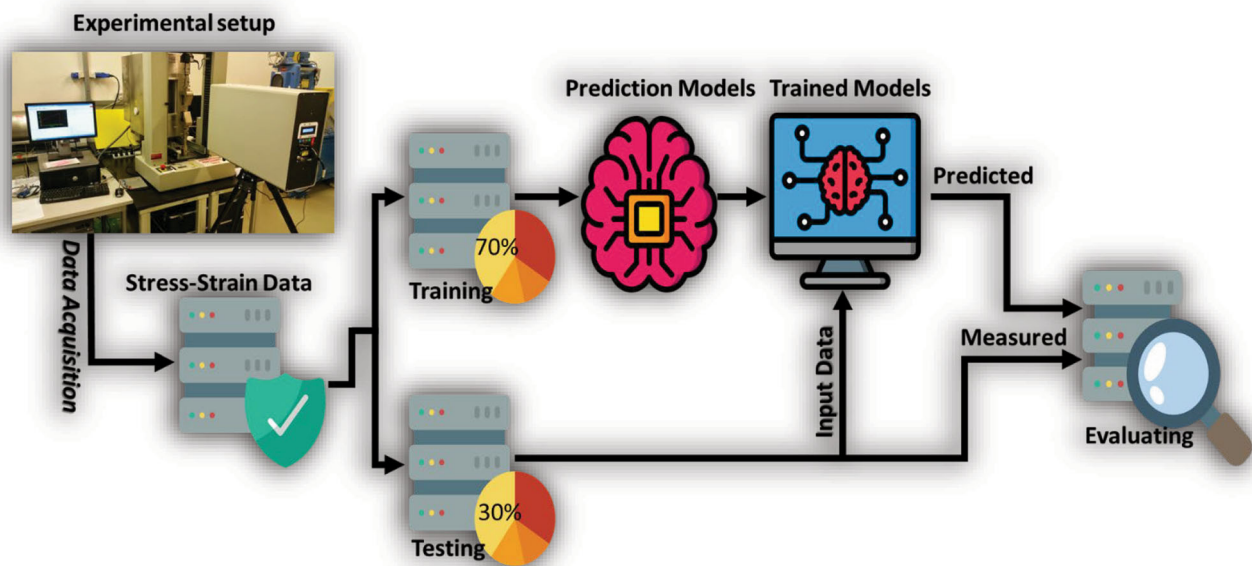 Experimental setup
Prediction Models
Trained Models
Predicted
70%
Training
Data Acquisition
Stress-Strain Data
Input Data
Measured
Evaluating
30%
Testing